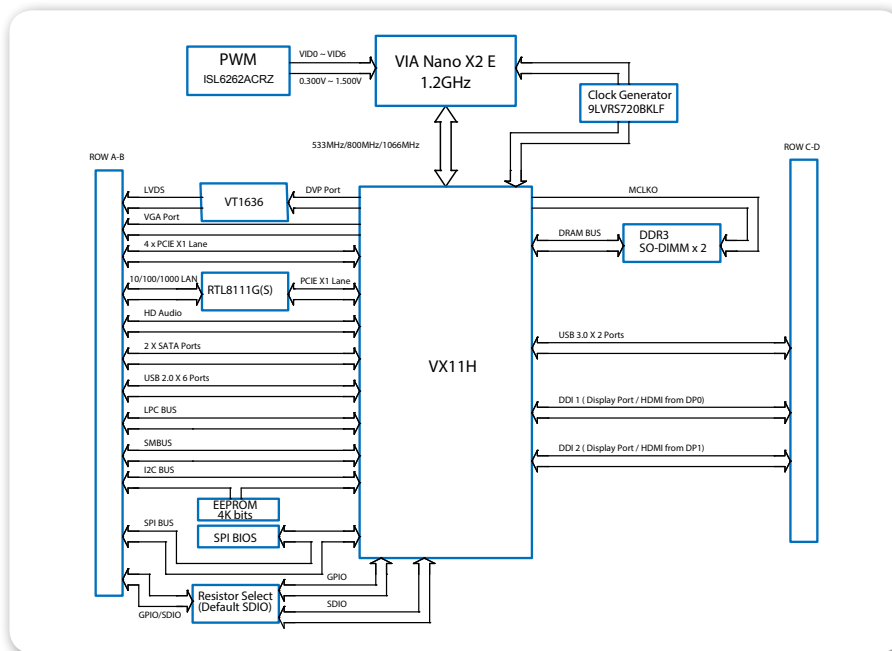 PWM
ISL6262ACRZ
VID0 ~ VID6
0.300V ~ 1.500V
VIA Nano X2 E
1.2GHz
Clock Generator
9LVRS720BKLF
533MHz/800MHz/1066MHz
ROW A-B
ROW C-D
LVDS
VT1636
DVP Port
MCLKO
VGA Port
DRAM BUS
DDR3
SO-DIMM x 2
4 x PCIE X1 Lane
10/100/1000 LAN
RTL8111G(S)
PCIE X1 Lane
HD Audio
USB 3.0 X 2 Ports
2 X SATA Ports
VX11H
USB 2.0 X 6 Ports
DDI 1 ( Display Port / HDMI from DP0)
LPC BUS
SMBUS
DDI 2 ( Display Port / HDMI from DP1)
I2C BUS
EEPROM
4K bits
SPI BUS
SPI BIOS
GPIO
Resistor Select
(Default SDIO)
SDIO
GPIO/SDIO